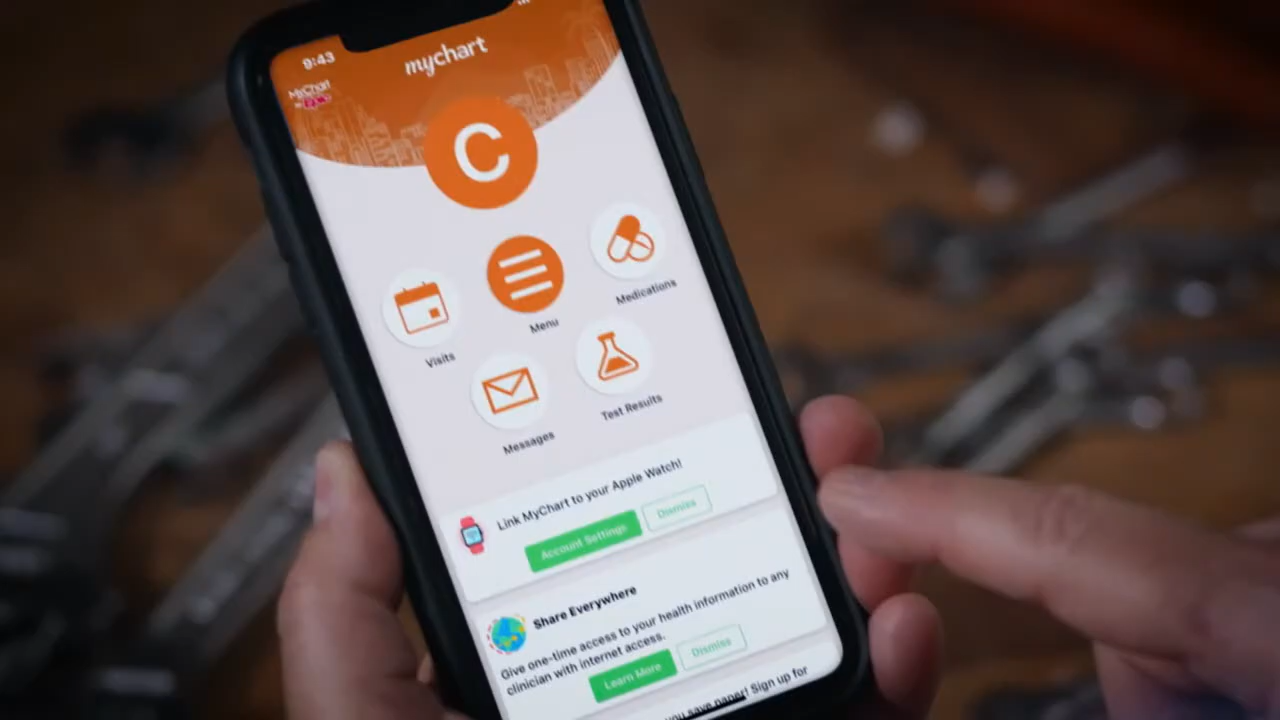 9:43
mychart
MyChart
C
Medications
Menu
Visits
Test Results
Messages
Link MyChart to your Apple Watch!
Account Settings
Dismiss
Share Everywhere
Give one-time access to your health information to any
clinician with internet access.
Learn More
Dismiss
you save paper! Sign up for